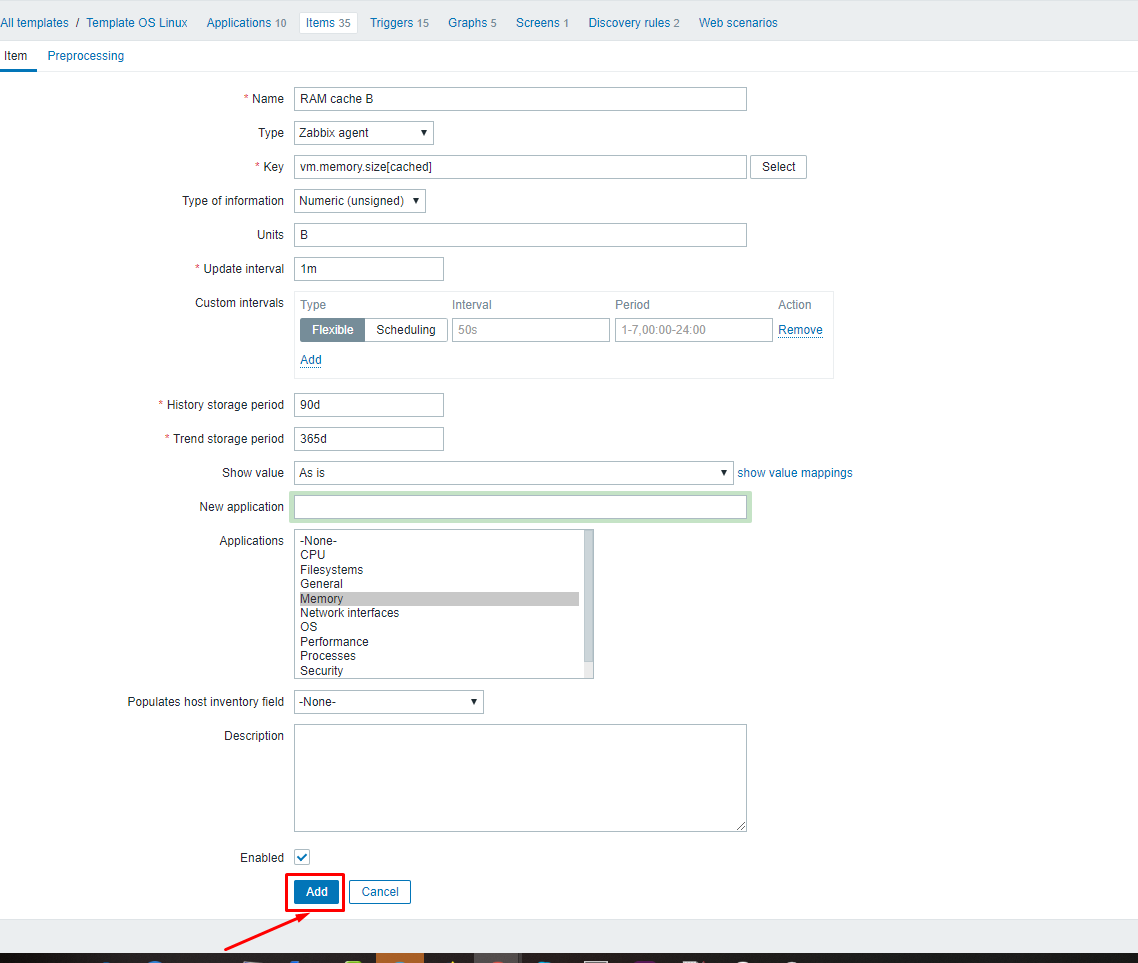 All templates / Template OS Linux Applications 10 Items 35 Triggers 15 Graphs 5 Screens 1 Discovery rules 2 Web scenarios
Item Preprocessing
* Name RAM cache B
Type Zabbix agent
* Key vm.memory.size[cached] Select
Type of information Numeric (unsigned)
Units B
* Update interval 1m
Custom intervals Type Interval Period Action
Flexible Scheduling 50s 1-7,00:00-24:00 Remove
Add
* History storage period 90d
* Trend storage period 365d
Show value As is show value mappings
New application
Applications -None-
CPU
Filesystems
General
Memory
Network interfaces
OS
Performance
Processes
Security
Populates host inventory field -None-
Description
Enabled
Add Cancel